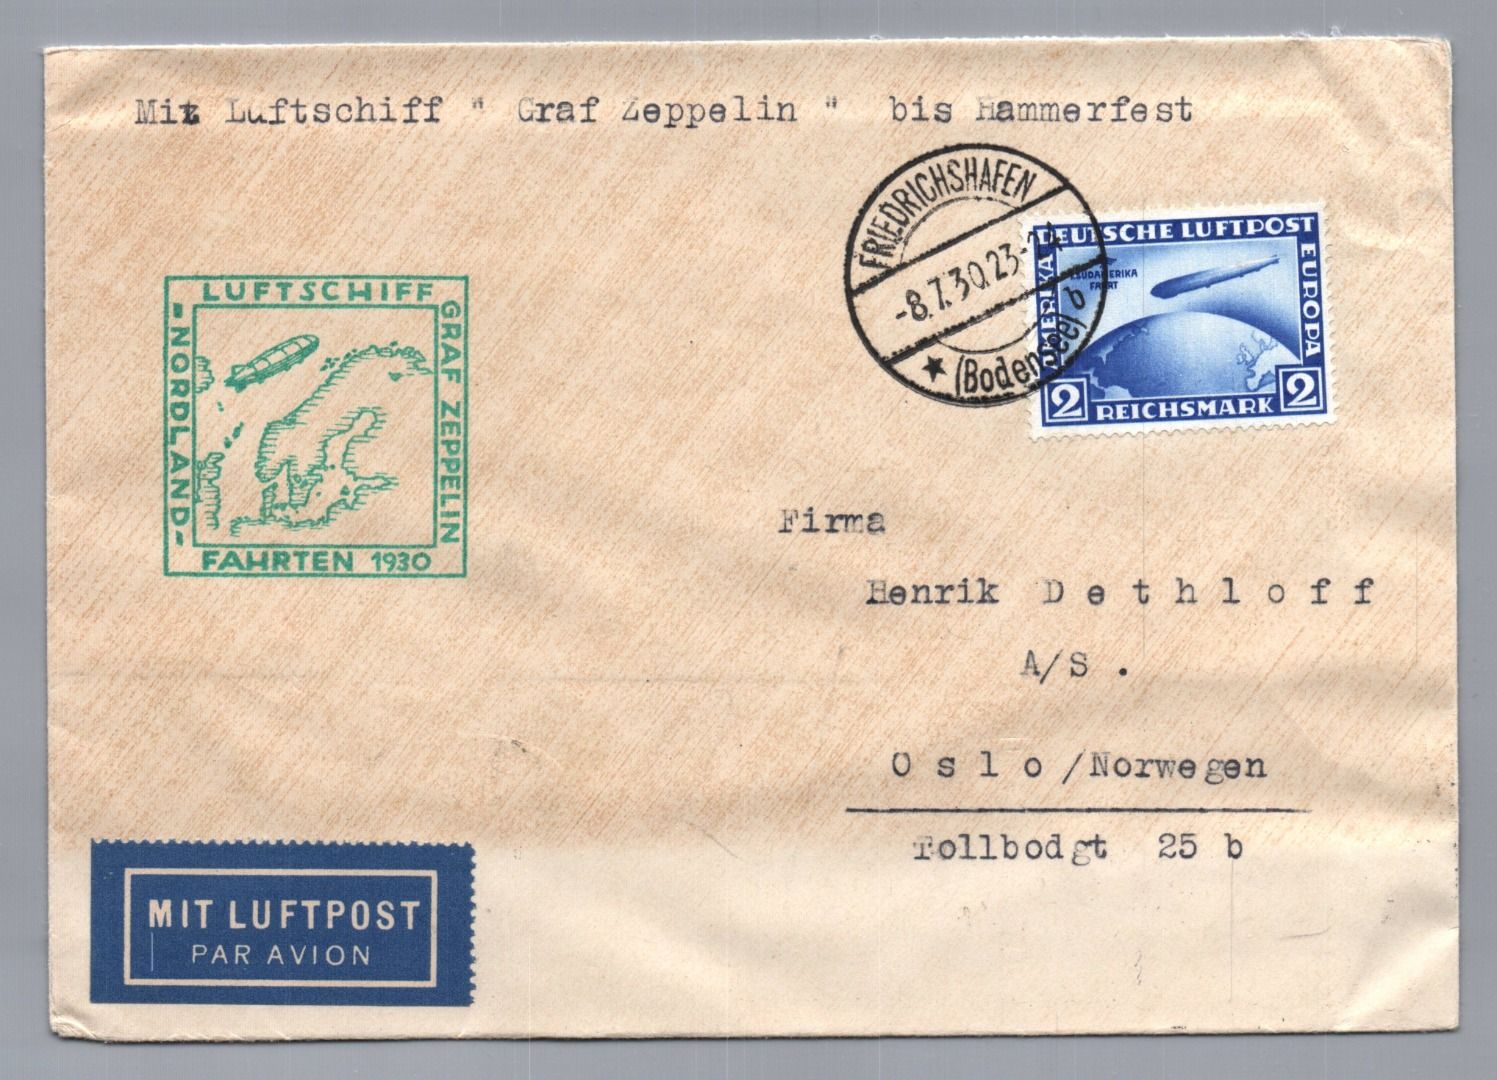 Mit Luftschiff " Graf Zeppelin " bis Hammerfest
FRIEDRICHSHAFEN
-8.7.30.23-24
★ (Bodensee) b
DEUTSCHE LUFTPOST
AMERIKA
EUROPA
SÜDAMERIKA
FAHRT
2 REICHSMARK 2
LUFTSCHIFF
GRAF ZEPPELIN
-NORDLAND-
FAHRTEN 1930
Firma
Henrik Dethloff
A/S .
Oslo/Norwegen
Tollbodgt 25 b
MIT LUFTPOST
PAR AVION